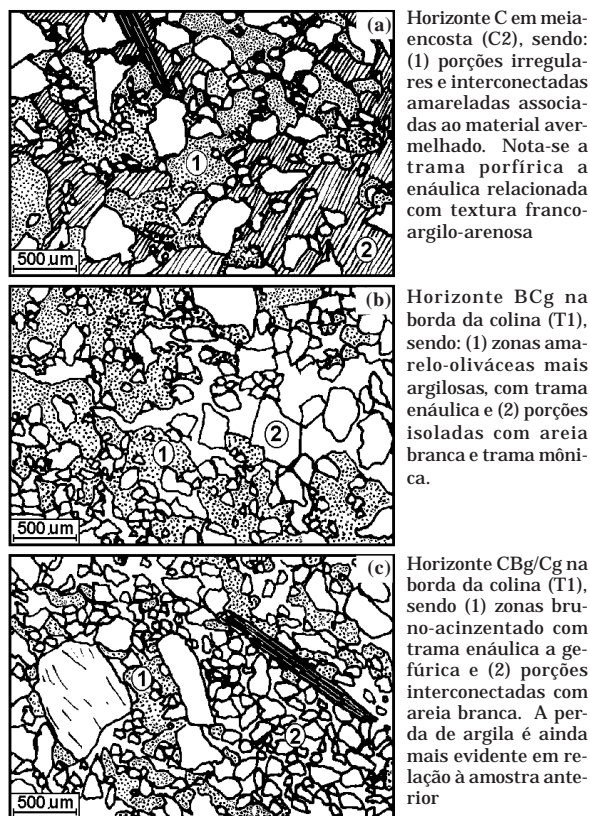 (a)
1
2
500 um
Horizonte C em meia-
encosta (C2), sendo:
(1) porções irregula-
res e interconectadas
amareladas associa-
das ao material aver-
melhado. Nota-se a
trama porfírica a
enáulica relacionada
com textura franco-
argilo-arenosa
(b)
1
2
500 um
Horizonte BCg na
borda da colina (T1),
sendo: (1) zonas ama-
relo-oliváceas mais
argilosas, com trama
enáulica e (2) porções
isoladas com areia
branca e trama môni-
ca.
(c)
1
2
500 um
Horizonte CBg/Cg na
borda da colina (T1),
sendo (1) zonas bru-
no-acinzentado com
trama enáulica a ge-
fúrica e (2) porções
interconectadas com
areia branca. A per-
da de argila é ainda
mais evidente em re-
lação à amostra ante-
rior